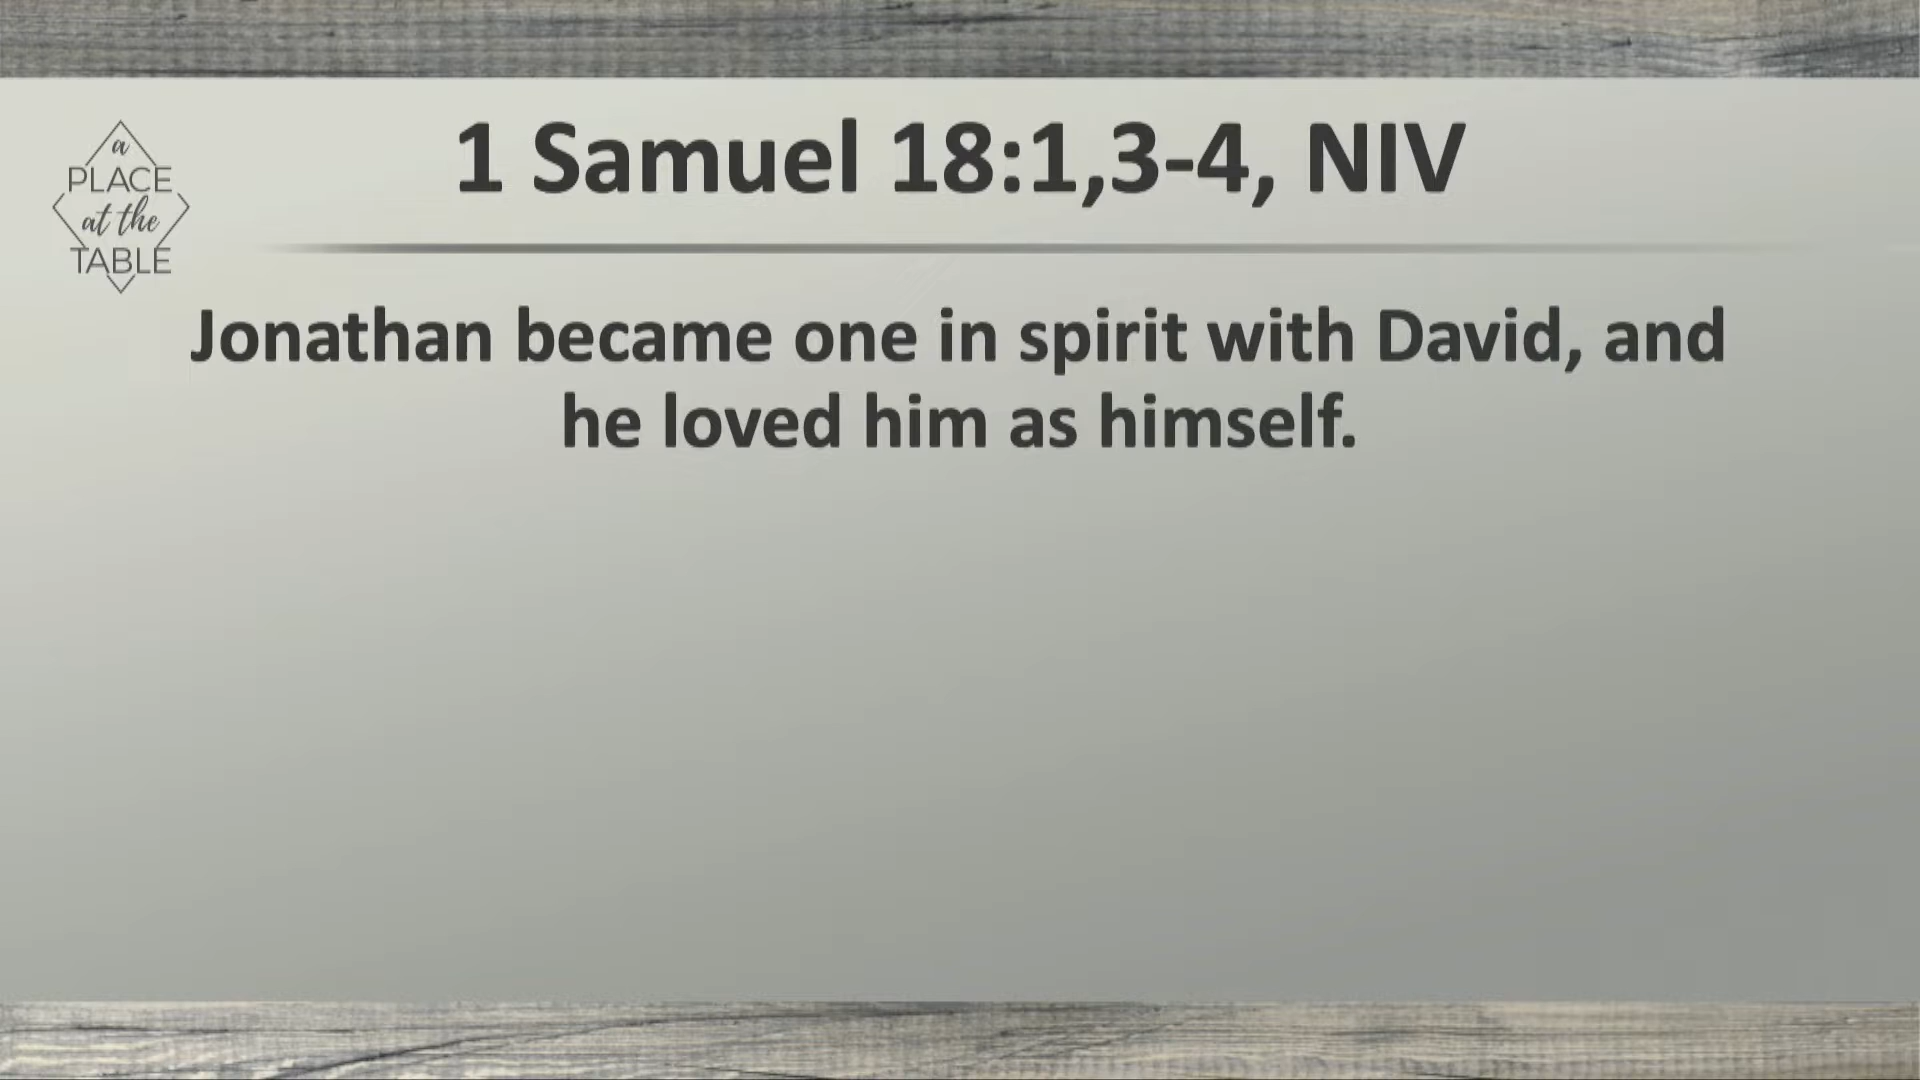 a
PLACE
at the
TABLE
1 Samuel 18:1,3-4, NIV
Jonathan became one in spirit with David, and
he loved him as himself.